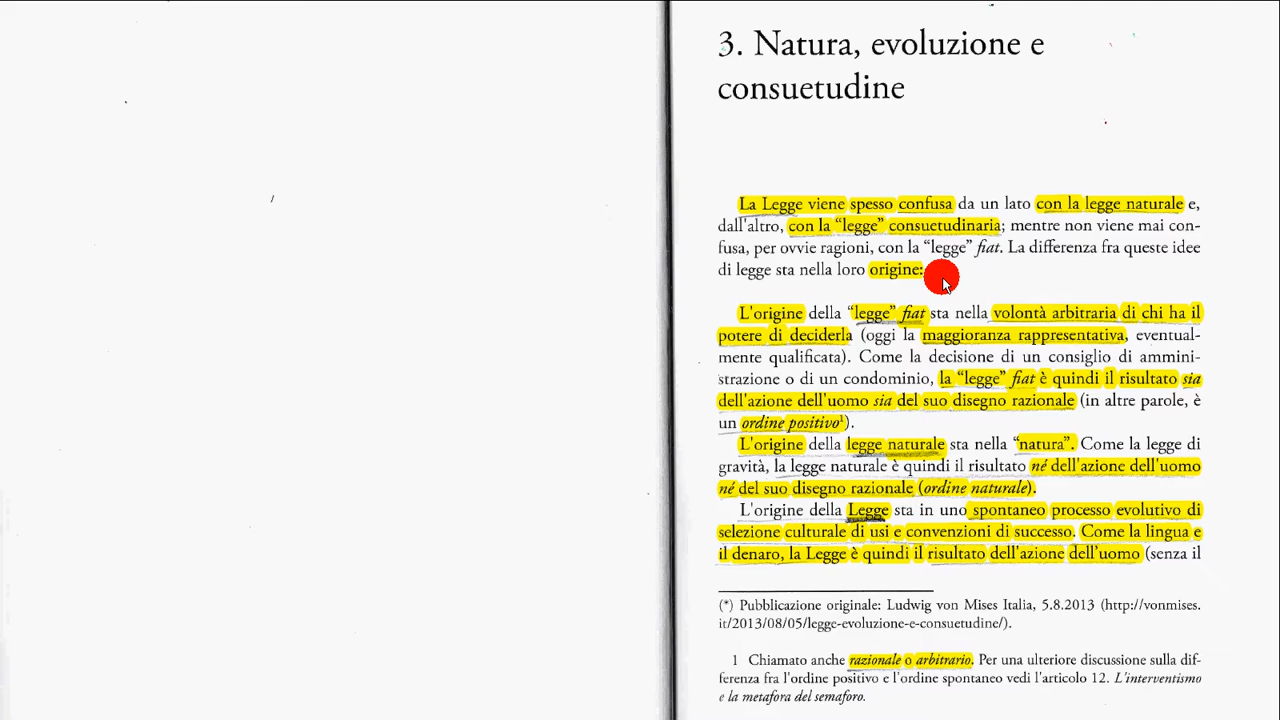 3. Natura, evoluzione e
consuetudine
La Legge viene spesso confusa da un lato con la legge naturale e,
dall'altro, con la “legge” consuetudinaria; mentre non viene mai con-
fusa, per ovvie ragioni, con la “legge” fiat. La differenza fra queste idee
di legge sta nella loro origine:
L'origine della “legge” fiat sta nella volontà arbitraria di chi ha il
potere di deciderla (oggi la maggioranza rappresentativa, eventual-
mente qualificata). Come la decisione di un consiglio di ammini-
strazione o di un condominio, la “legge” fiat è quindi il risultato sia
dell'azione dell'uomo sia del suo disegno razionale (in altre parole, è
un ordine positivo¹).
L'origine della legge naturale sta nella “natura”. Come la legge di
gravità, la legge naturale è quindi il risultato né dell'azione dell'uomo
né del suo disegno razionale (ordine naturale).
L'origine della Legge sta in uno spontaneo processo evolutivo di
selezione culturale di usi e convenzioni di successo. Come la lingua e
il denaro, la Legge è quindi il risultato dell'azione dell'uomo (senza il
(*) Pubblicazione originale: Ludwig von Mises Italia, 5.8.2013 (http://vonmises.
it/2013/08/05/legge-evoluzione-e-consuetudine/).
1 Chiamato anche razionale o arbitrario. Per una ulteriore discussione sulla dif-
ferenza fra l'ordine positivo e l'ordine spontaneo vedi l'articolo 12. L'interventismo
e la metafora del semaforo.